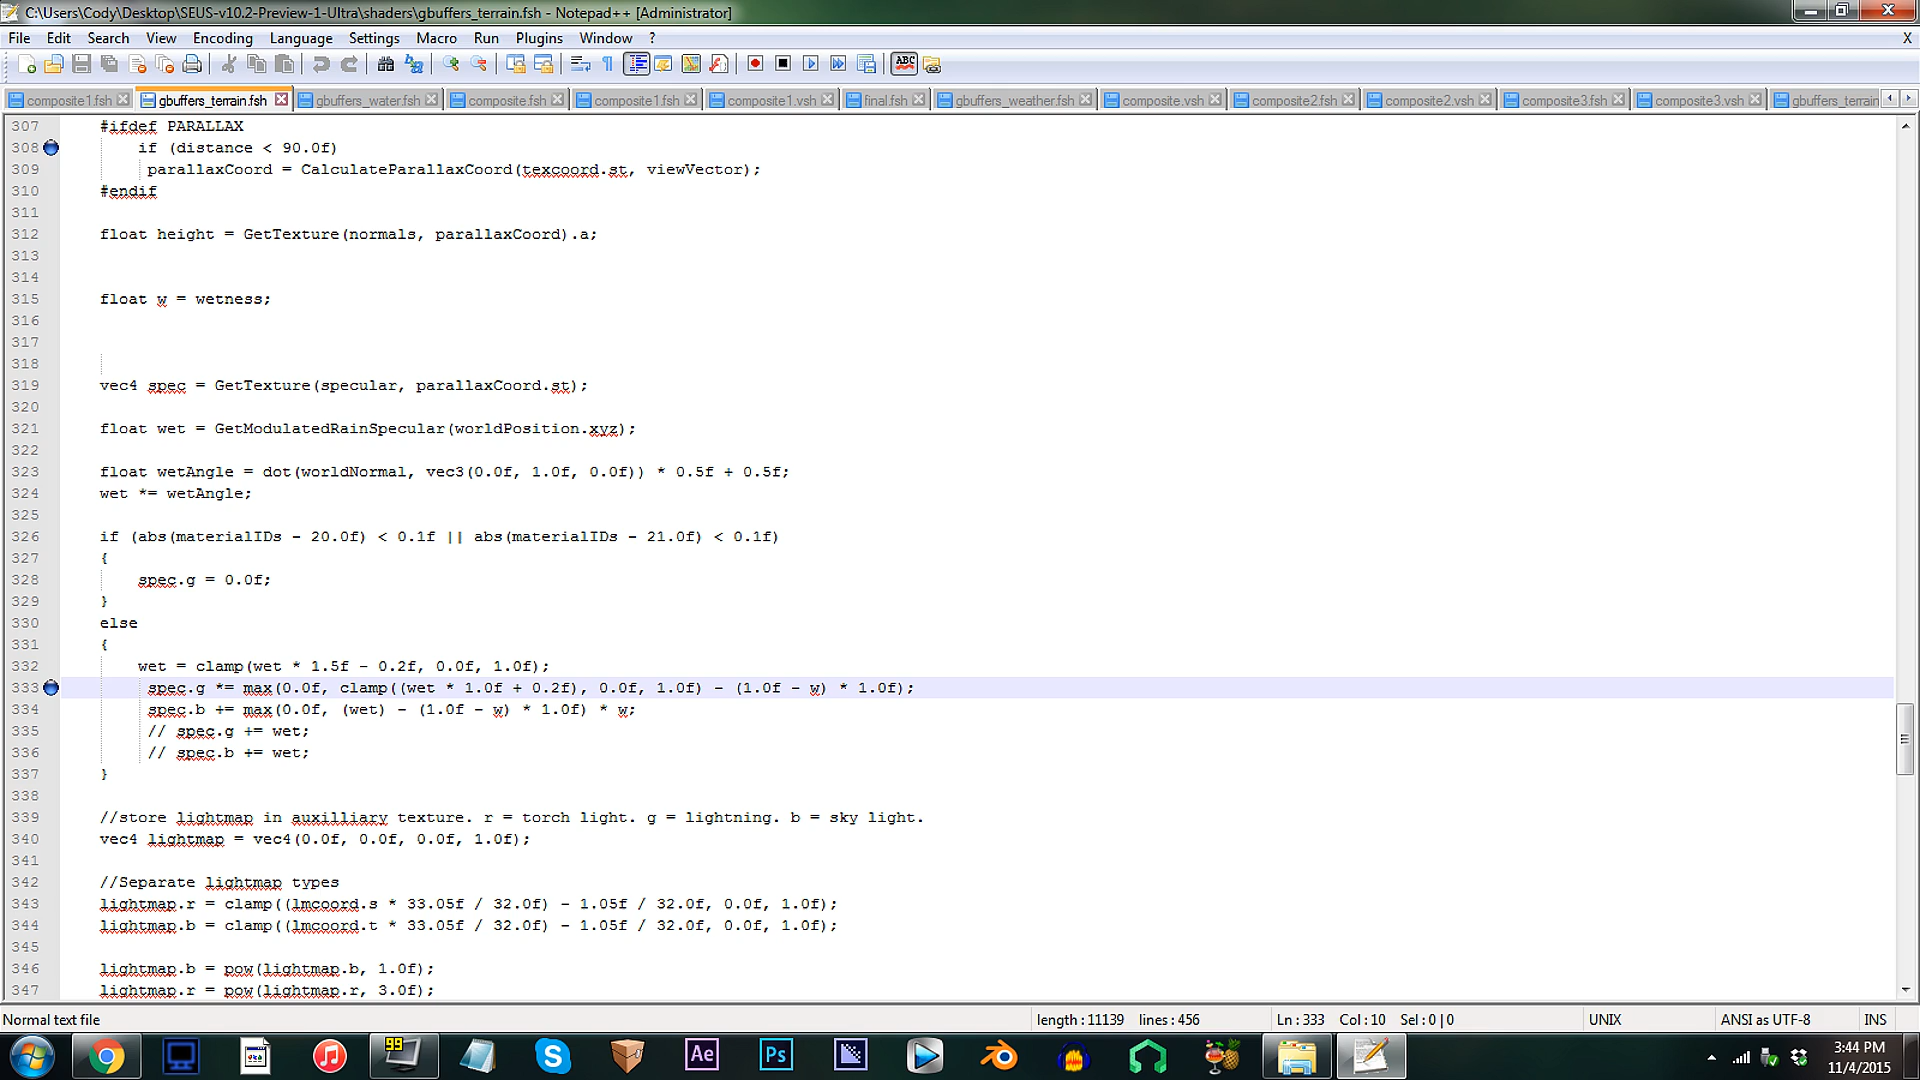 C:\Users\Cody\Desktop\SEUS-v10.2-Preview-1-Ultra\shaders\gbuffers_terrain.fsh - Notepad++ [Administrator]
File Edit Search View Encoding Language Settings Macro Run Plugins Window ? X
ABC
composite1.fsh gbuffers_terrain.fsh gbuffers_water.fsh composite.fsh composite1.fsh composite1.vsh final.fsh gbuffers_weather.fsh composite.vsh composite2.fsh composite2.vsh composite3.fsh composite3.vsh gbuffers_terrain
307 #ifdef PARALLAX
308 if (distance < 90.0f)
309 parallaxCoord = CalculateParallaxCoord(texcoord.st, viewVector);
310 #endif
311
312 float height = GetTexture(normals, parallaxCoord).a;
313
314
315 float w = wetness;
316
317
318
319 vec4 spec = GetTexture(specular, parallaxCoord.st);
320
321 float wet = GetModulatedRainSpecular(worldPosition.xyz);
322
323 float wetAngle = dot(worldNormal, vec3(0.0f, 1.0f, 0.0f)) * 0.5f + 0.5f;
324 wet *= wetAngle;
325
326 if (abs(materialIDs - 20.0f) < 0.1f || abs(materialIDs - 21.0f) < 0.1f)
327 {
328 spec.g = 0.0f;
329 }
330 else
331 {
332 wet = clamp(wet * 1.5f - 0.2f, 0.0f, 1.0f);
333 spec.g *= max(0.0f, clamp((wet * 1.0f + 0.2f), 0.0f, 1.0f) - (1.0f - w) * 1.0f);
334 spec.b += max(0.0f, (wet) - (1.0f - w) * 1.0f) * w;
335 // spec.g += wet;
336 // spec.b += wet;
337 }
338
339 //store lightmap in auxilliary texture. r = torch light. g = lightning. b = sky light.
340 vec4 lightmap = vec4(0.0f, 0.0f, 0.0f, 1.0f);
341
342 //Separate lightmap types
343 lightmap.r = clamp((lmcoord.s * 33.05f / 32.0f) - 1.05f / 32.0f, 0.0f, 1.0f);
344 lightmap.b = clamp((lmcoord.t * 33.05f / 32.0f) - 1.05f / 32.0f, 0.0f, 1.0f);
345
346 lightmap.b = pow(lightmap.b, 1.0f);
347 lightmap.r = pow(lightmap.r, 3.0f);
Normal text file length : 11139 lines : 456 Ln : 333 Col : 10 Sel : 0 | 0 UNIX ANSI as UTF-8 INS
99 Ae Ps 3:44 PM
11/4/2015